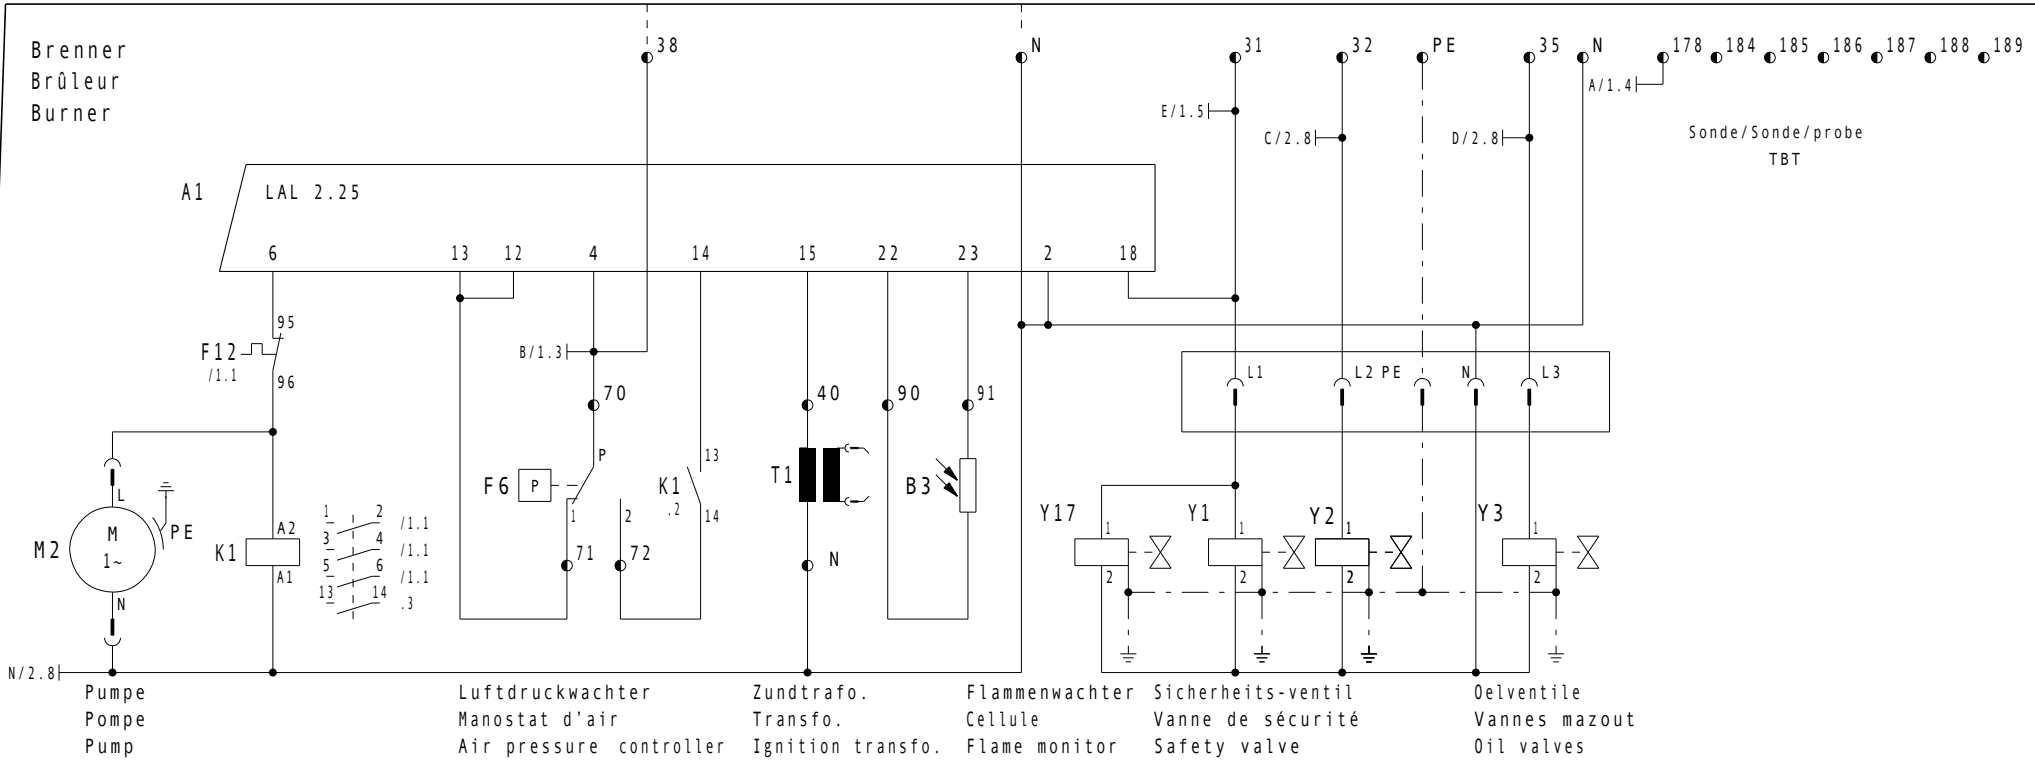 Brenner
Brûleur
Burner
38
N
31
32
PE
35
N
178
184
185
186
187
188
189
A/1.4
E/1.5
C/2.8
D/2.8
Sonde/Sonde/probe
TBT
A1
LAL 2.25
6
13
12
4
14
15
22
23
2
18
95
F12
/1.1
96
B/1.3
70
40
90
91
L1
L2
PE
N
L3
P
13
F6
P
K1
.2
14
T1
B3
1
2
71
72
N
L
M
1~
M2
PE
N
K1
A2
A1
1
2
/1.1
3
4
/1.1
5
6
/1.1
13
14
.3
Y17
1
2
Y1
1
2
Y2
1
2
Y3
1
2
N/2.8
Pumpe
Pompe
Pump
Luftdruckwachter
Manostat d'air
Air pressure controller
Zundtrafo.
Transfo.
Ignition transfo.
Flammenwachter
Cellule
Flame monitor
Sicherheits-ventil
Vanne de sécurité
Safety valve
Oelventile
Vannes mazout
Oil valves